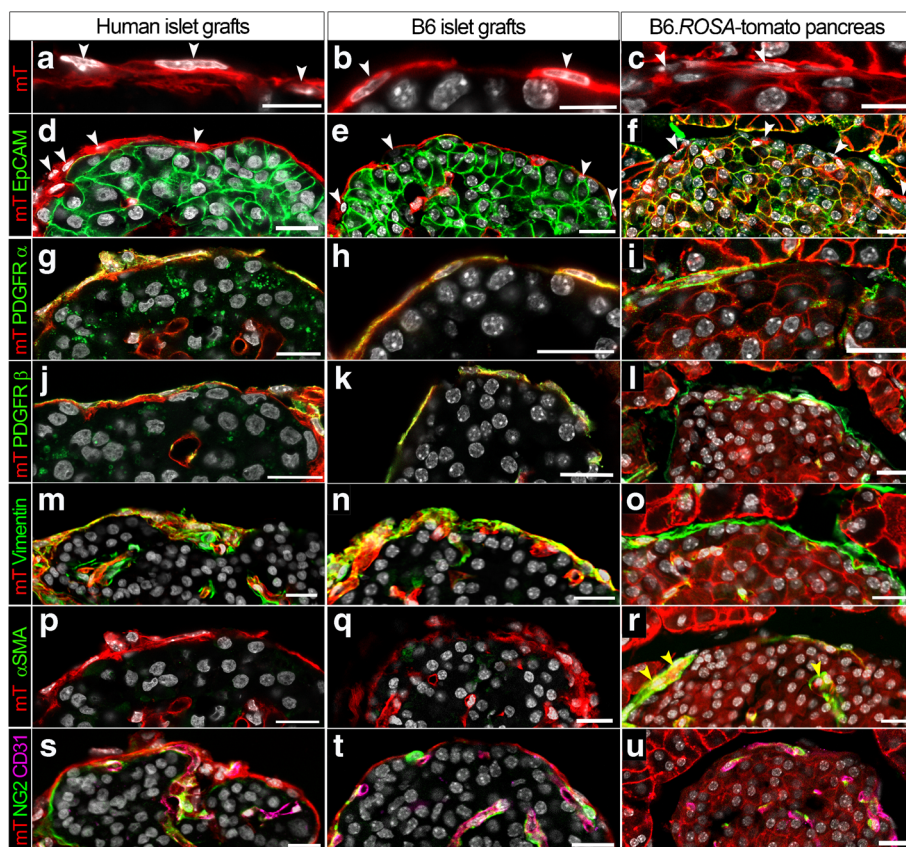 Human islet grafts
B6 islet grafts
B6.ROSA-tomato pancreas
mT
a
b
c
mT EpCAM
d
e
f
mT PDGFR α
g
h
i
mT PDGFR β
j
k
l
mT Vimentin
m
n
o
mT αSMA
p
q
r
mT NG2 CD31
s
t
u